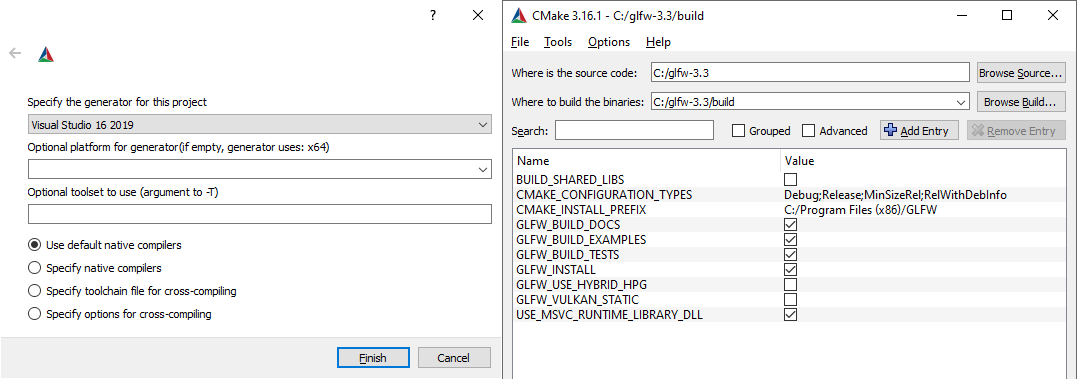 ?
Specify the generator for this project
Visual Studio 16 2019
Optional platform for generator(if empty, generator uses: x64)
Optional toolset to use (argument to -T)
Use default native compilers
Specify native compilers
Specify toolchain file for cross-compiling
Specify options for cross-compiling
Finish
Cancel
CMake 3.16.1 - C:/glfw-3.3/build
File Tools Options Help
Where is the source code: C:/glfw-3.3 Browse Source...
Where to build the binaries: C:/glfw-3.3/build Browse Build...
Search: Grouped Advanced Add Entry Remove Entry
Name Value
BUILD_SHARED_LIBS
CMAKE_CONFIGURATION_TYPES Debug;Release;MinSizeRel;RelWithDebInfo
CMAKE_INSTALL_PREFIX C:/Program Files (x86)/GLFW
GLFW_BUILD_DOCS
GLFW_BUILD_EXAMPLES
GLFW_BUILD_TESTS
GLFW_INSTALL
GLFW_USE_HYBRID_HPG
GLFW_VULKAN_STATIC
USE_MSVC_RUNTIME_LIBRARY_DLL